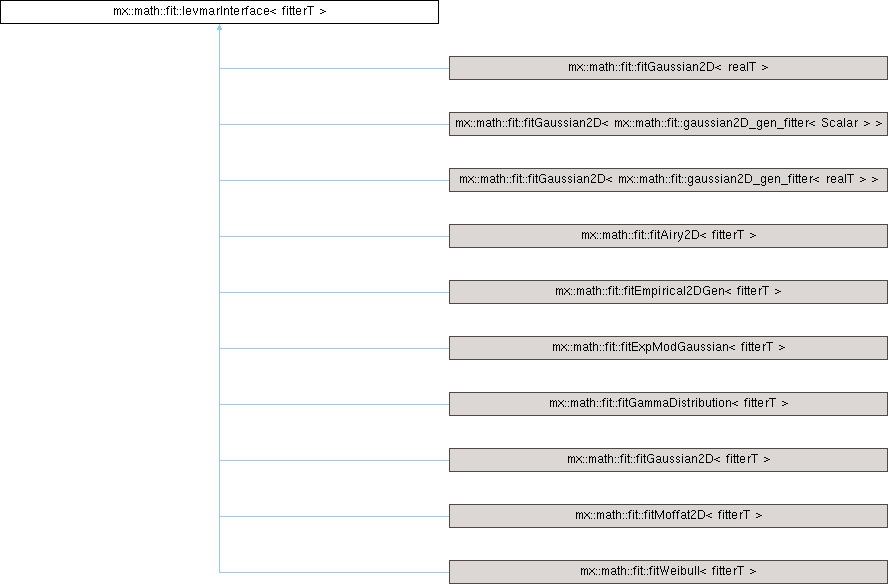 mx::math::fit::levmarInterface< fitterT >
mx::math::fit::fitGaussian2D< realT >
mx::math::fit::fitGaussian2D< mx::math::fit::gaussian2D_gen_fitter< Scalar > >
mx::math::fit::fitGaussian2D< mx::math::fit::gaussian2D_gen_fitter< realT > >
mx::math::fit::fitAiry2D< fitterT >
mx::math::fit::fitEmpirical2DGen< fitterT >
mx::math::fit::fitExpModGaussian< fitterT >
mx::math::fit::fitGammaDistribution< fitterT >
mx::math::fit::fitGaussian2D< fitterT >
mx::math::fit::fitMoffat2D< fitterT >
mx::math::fit::fitWeibull< fitterT >